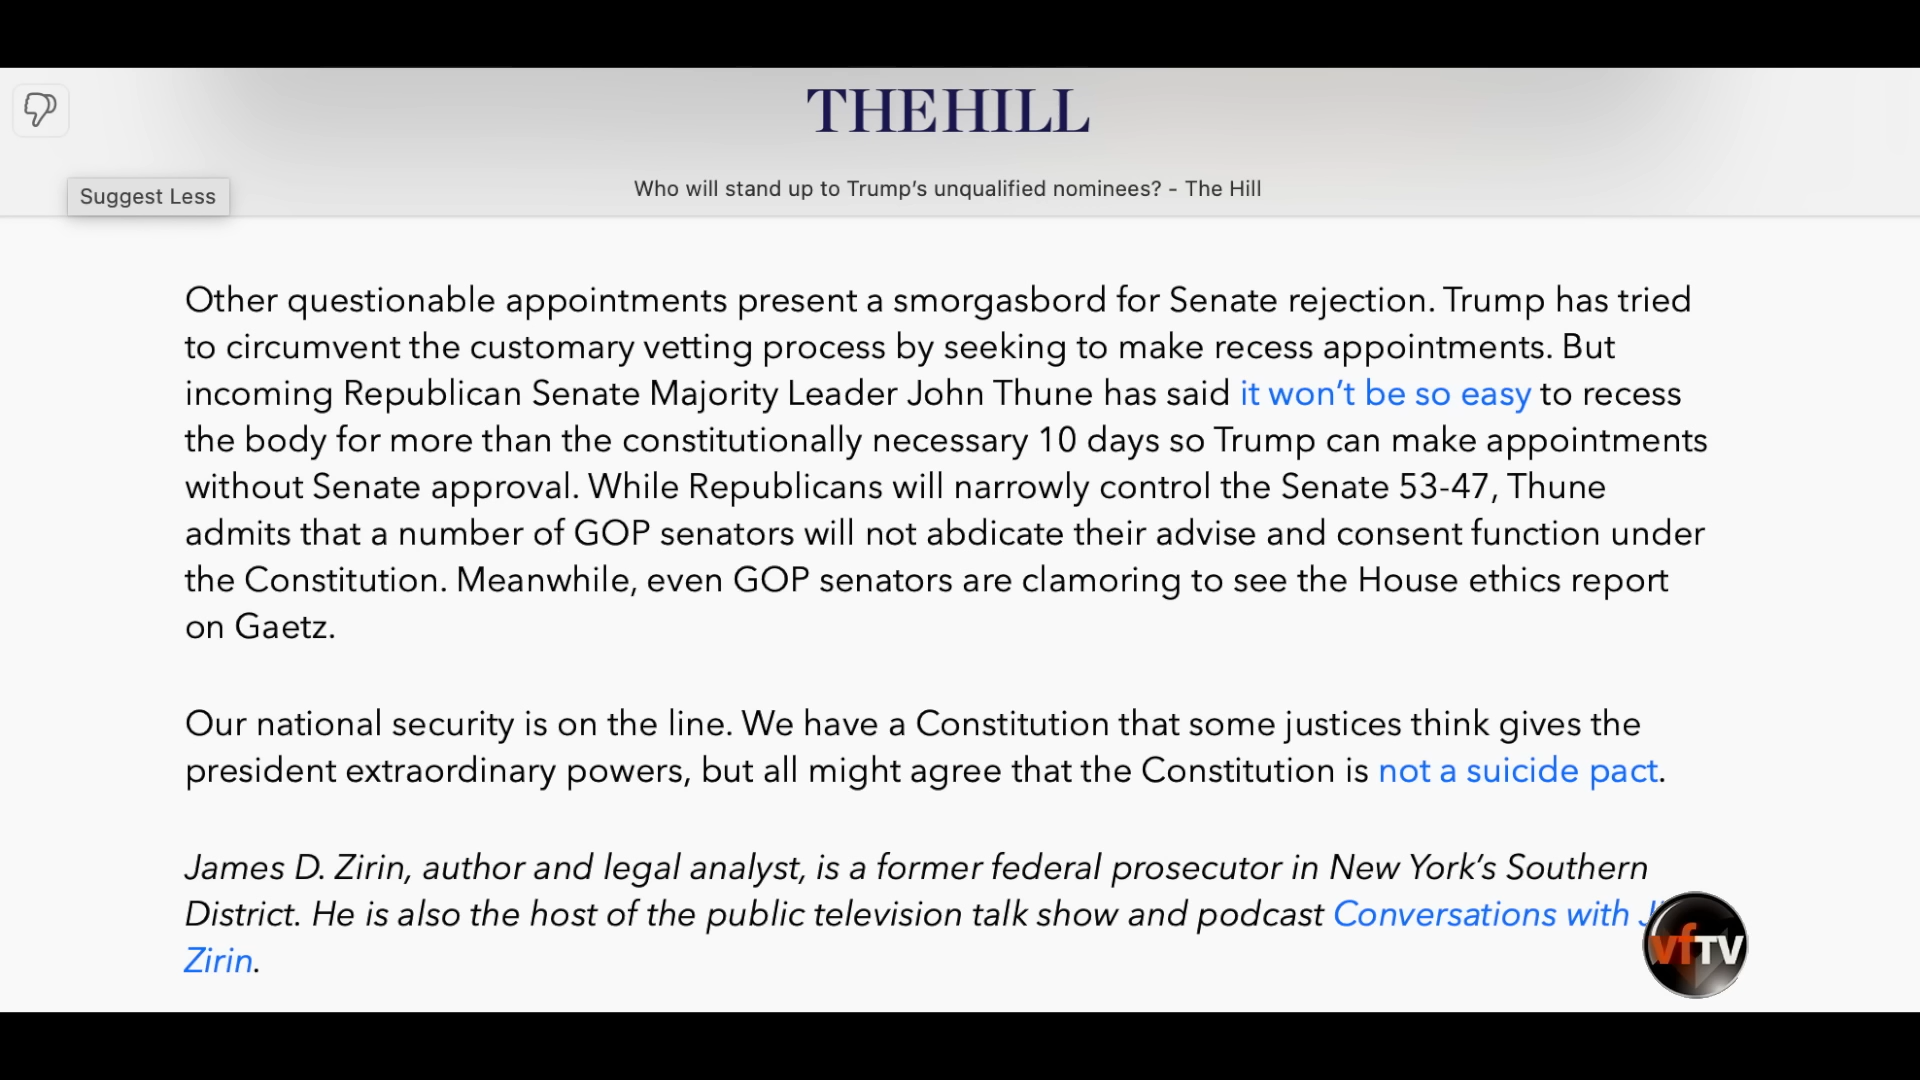 THE HILL
Suggest Less
Who will stand up to Trump’s unqualified nominees? - The Hill
Other questionable appointments present a smorgasbord for Senate rejection. Trump has tried
to circumvent the customary vetting process by seeking to make recess appointments. But
incoming Republican Senate Majority Leader John Thune has said it won’t be so easy to recess
the body for more than the constitutionally necessary 10 days so Trump can make appointments
without Senate approval. While Republicans will narrowly control the Senate 53-47, Thune
admits that a number of GOP senators will not abdicate their advise and consent function under
the Constitution. Meanwhile, even GOP senators are clamoring to see the House ethics report
on Gaetz.
Our national security is on the line. We have a Constitution that some justices think gives the
president extraordinary powers, but all might agree that the Constitution is not a suicide pact.
James D. Zirin, author and legal analyst, is a former federal prosecutor in New York’s Southern
District. He is also the host of the public television talk show and podcast Conversations with
Zirin.
vfTV